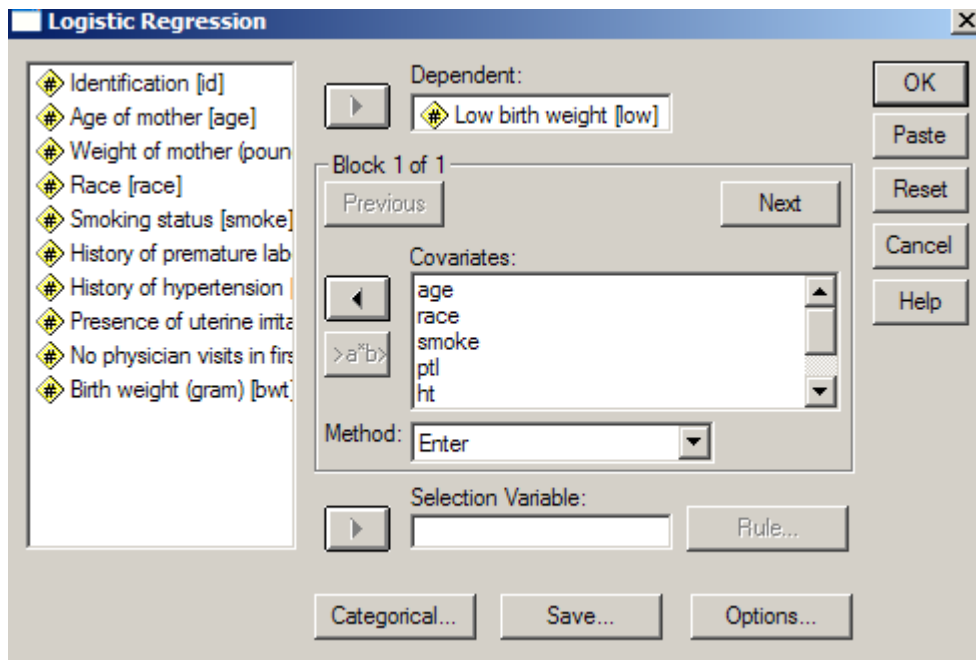 Logistic Regression
Identification [id]
Age of mother [age]
Weight of mother (poun
Race [race]
Smoking status [smoke]
History of premature lab
History of hypertension [
Presence of uterine irrita
No physician visits in firs
Birth weight (gram) [bwt]
Dependent:
Low birth weight [low]
Block 1 of 1
Previous
Next
Covariates:
age
race
smoke
ptl
ht
>a*b>
Method:
Enter
Selection Variable:
Rule...
Categorical...
Save...
Options...
OK
Paste
Reset
Cancel
Help